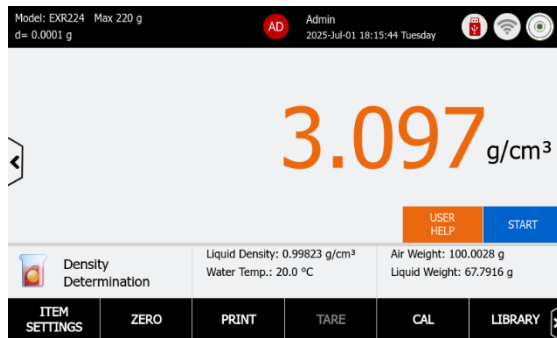 Model: EXR224 Max 220 g
d= 0.0001 g
AD
Admin
2025-Jul-01 18:15:44 Tuesday
3.097 g/cm³
USER
HELP
START
Density
Determination
Liquid Density: 0.99823 g/cm³
Water Temp.: 20.0 °C
Air Weight: 100.0028 g
Liquid Weight: 67.7916 g
ITEM
SETTINGS
ZERO
PRINT
TARE
CAL
LIBRARY